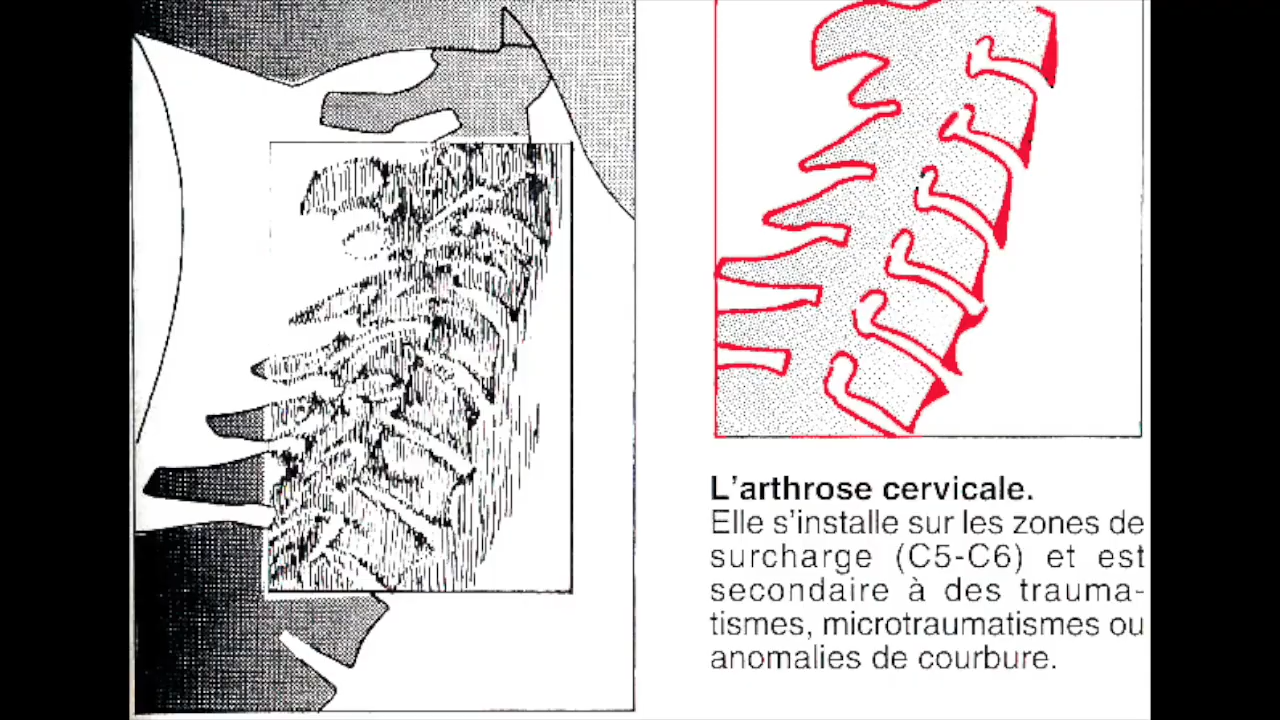 L'arthrose cervicale.
Elle s'installe sur les zones de
surcharge (C5-C6) et est
secondaire à des trauma-
tismes, microtraumatismes ou
anomalies de courbure.